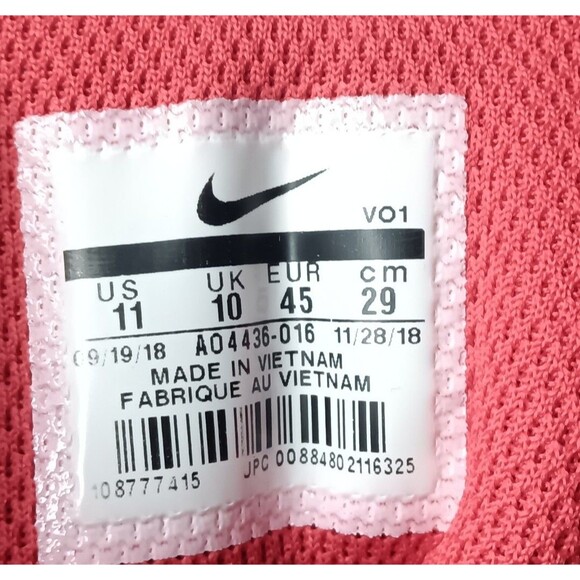 VO1
US UK EUR cm
11 10 45 29
09/19/18 AO4436-016 11/28/18
MADE IN VIETNAM
FABRIQUE AU VIETNAM
108777415 UPC 00884802116325